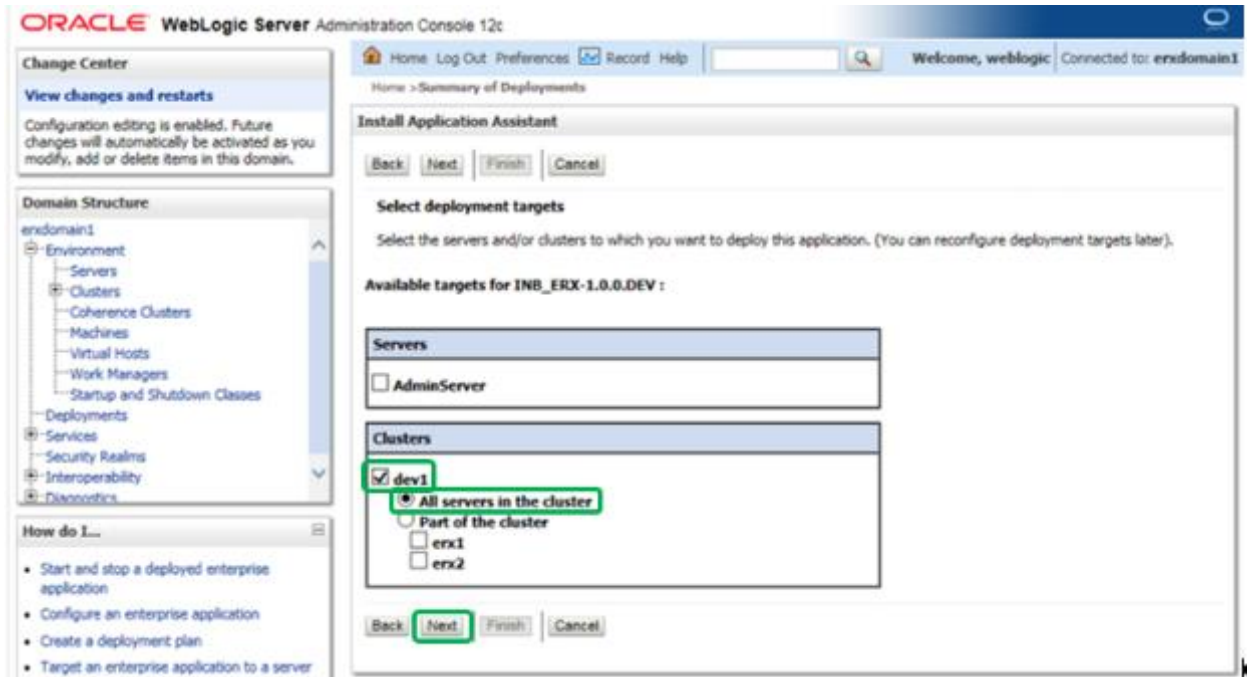 ORACLE WebLogic Server Administration Console 12c
Change Center
View changes and restarts
Configuration editing is enabled. Future
changes will automatically be activated as you
modify, add or delete items in this domain.
Domain Structure
erxdomain1
Environment
Servers
Clusters
Coherence Clusters
Machines
Virtual Hosts
Work Managers
Startup and Shutdown Classes
Deployments
Services
Security Realms
Interoperability
Diagnostics
How do I...
Start and stop a deployed enterprise
application
Configure an enterprise application
Create a deployment plan
Target an enterprise application to a server
Home Log Out Preferences Record Help
Welcome, weblogic Connected to: erxdomain1
Home >Summary of Deployments
Install Application Assistant
Back Next Finish Cancel
Select deployment targets
Select the servers and/or clusters to which you want to deploy this application. (You can reconfigure deployment targets later).
Available targets for INB_ERX-1.0.0.DEV :
Servers
AdminServer
Clusters
dev1
All servers in the cluster
Part of the cluster
erx1
erx2
Back Next Finish Cancel